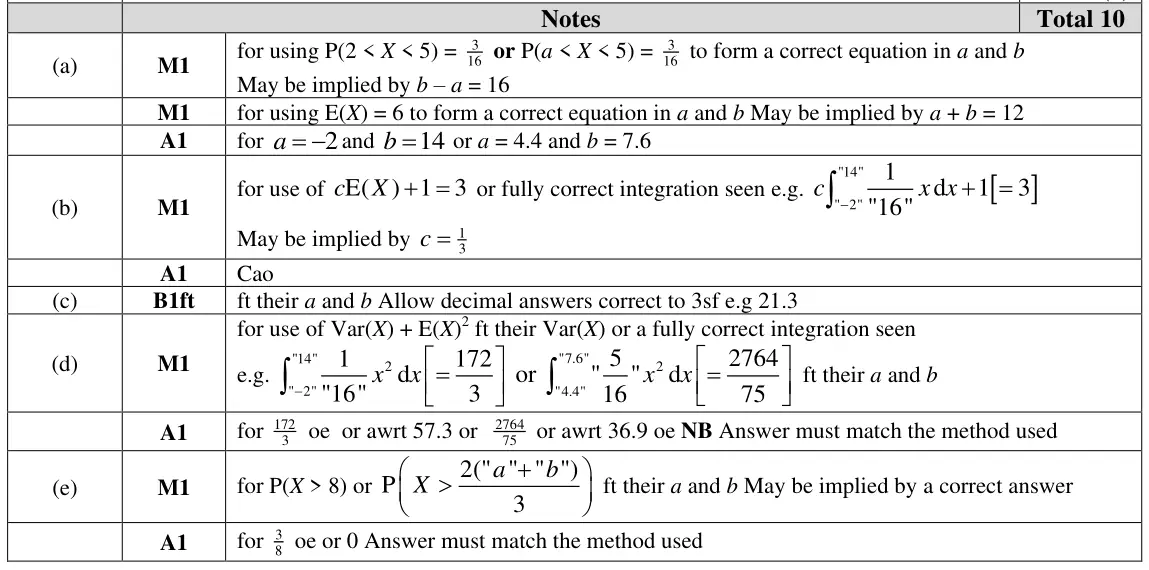 Notes Total 10
(a) M1 for using P(2 < X < 5) = 3/16 or P(a < X < 5) = 3/16 to form a correct equation in a and b
May be implied by b – a = 16
M1 for using E(X) = 6 to form a correct equation in a and b May be implied by a + b = 12
A1 for a = −2 and b = 14 or a = 4.4 and b = 7.6
(b) M1 for use of cE(X) + 1 = 3 or fully correct integration seen e.g. c∫_{"−2"}^{"14"} 1/"16" x dx + 1[= 3]
May be implied by c = 1/3
A1 Cao
(c) B1ft ft their a and b Allow decimal answers correct to 3sf e.g 21.3
(d) M1 for use of Var(X) + E(X)² ft their Var(X) or a fully correct integration seen
e.g. ∫_{"−2"}^{"14"} 1/"16" x² dx [= 172/3] or ∫_{"4.4"}^{"7.6"} "5/16" x² dx [= 2764/75] ft their a and b
A1 for 172/3 oe or awrt 57.3 or 2764/75 or awrt 36.9 oe NB Answer must match the method used
(e) M1 for P(X > 8) or P(X > 2("a"+"b")/3) ft their a and b May be implied by a correct answer
A1 for 3/8 oe or 0 Answer must match the method used